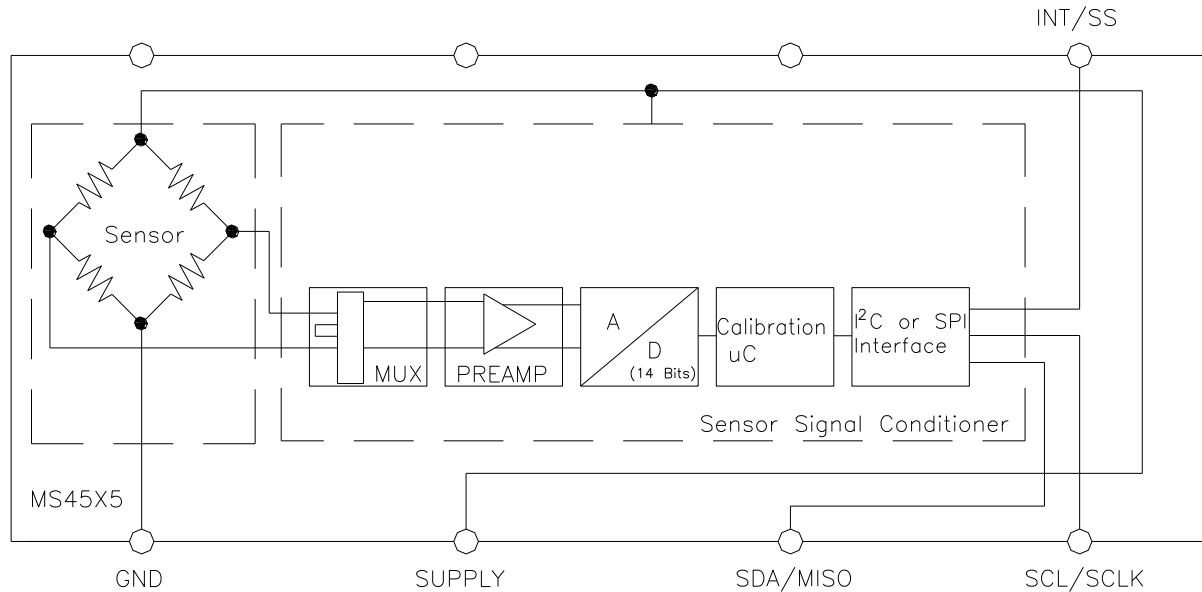 INT/SS
Sensor
A
D
(14 Bits)
MUX
PREAMP
Calibration
uC
I²C or SPI
Interface
Sensor Signal Conditioner
MS45X5
GND
SUPPLY
SDA/MISO
SCL/SCLK